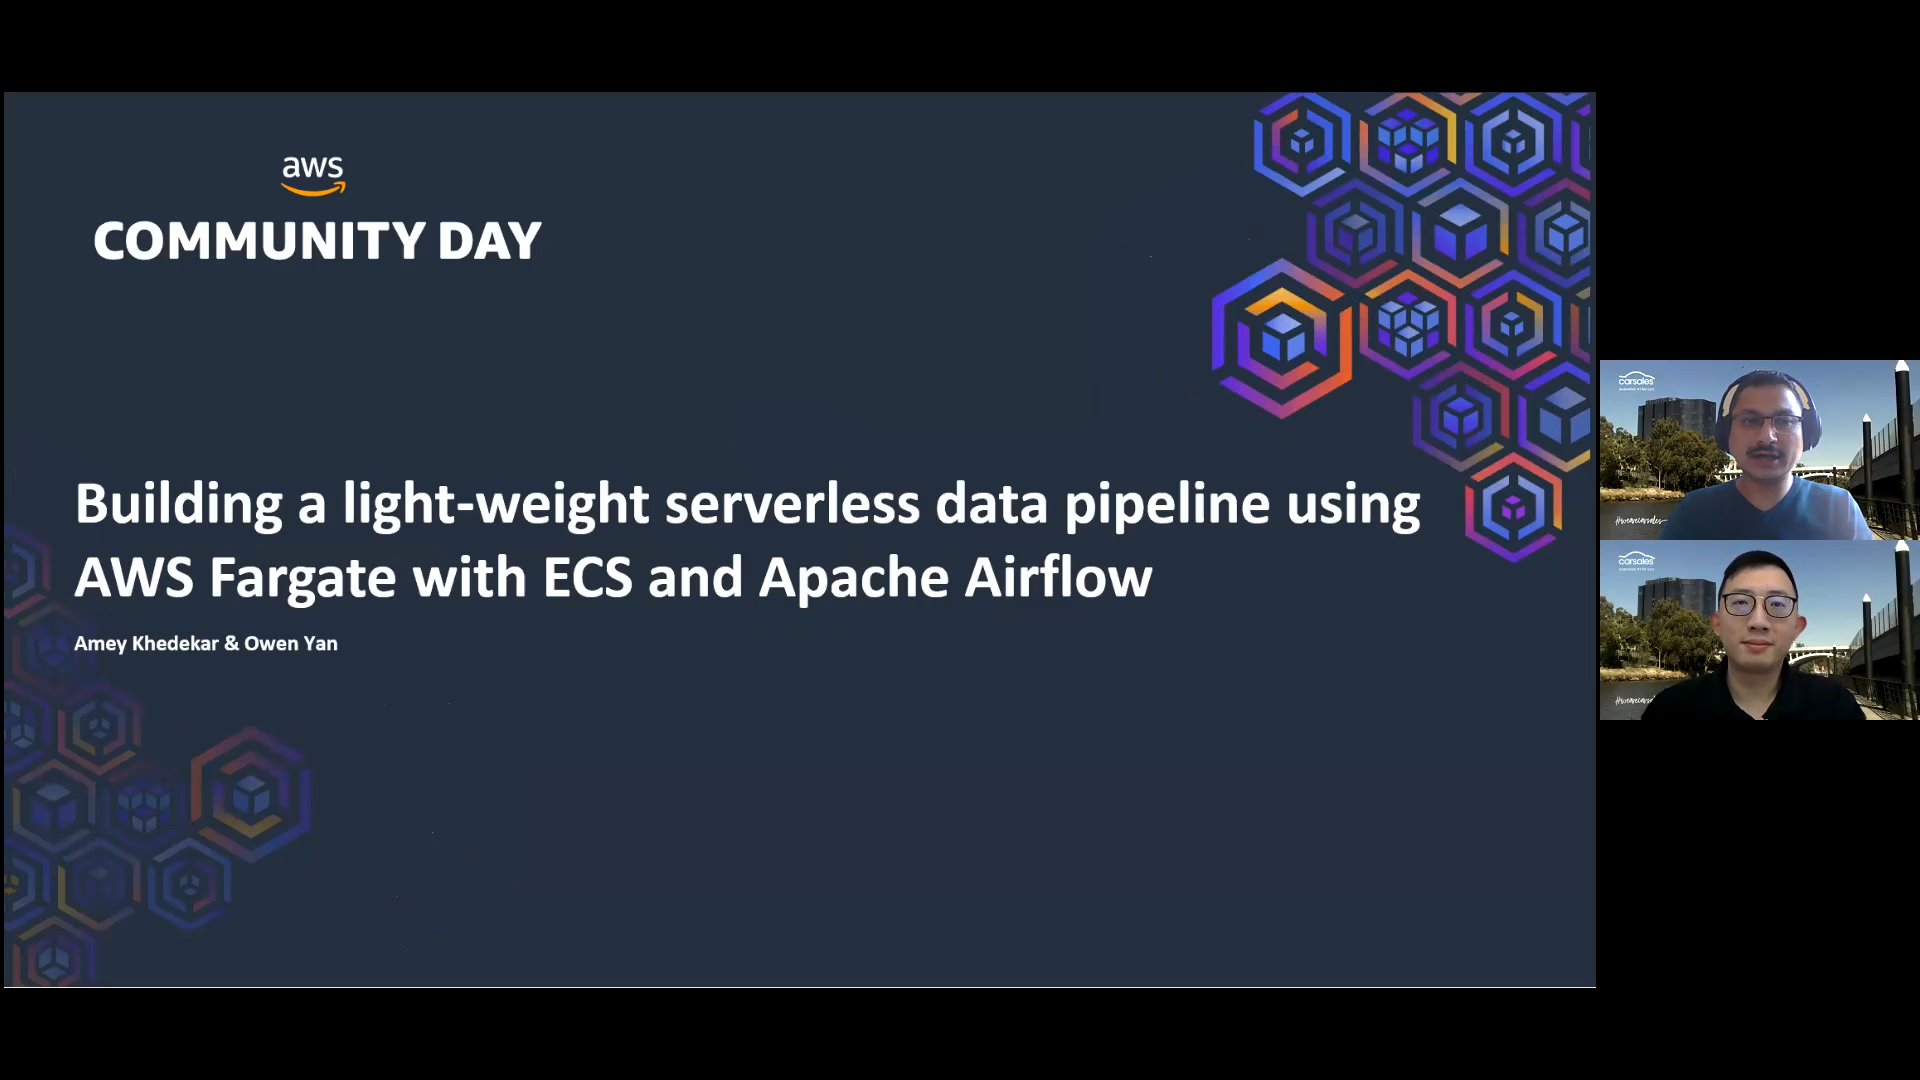 aws
COMMUNITY DAY
Building a light-weight serverless data pipeline using
AWS Fargate with ECS and Apache Airflow
Amey Khedekar & Owen Yan
carsales
#wearecarsales
carsales